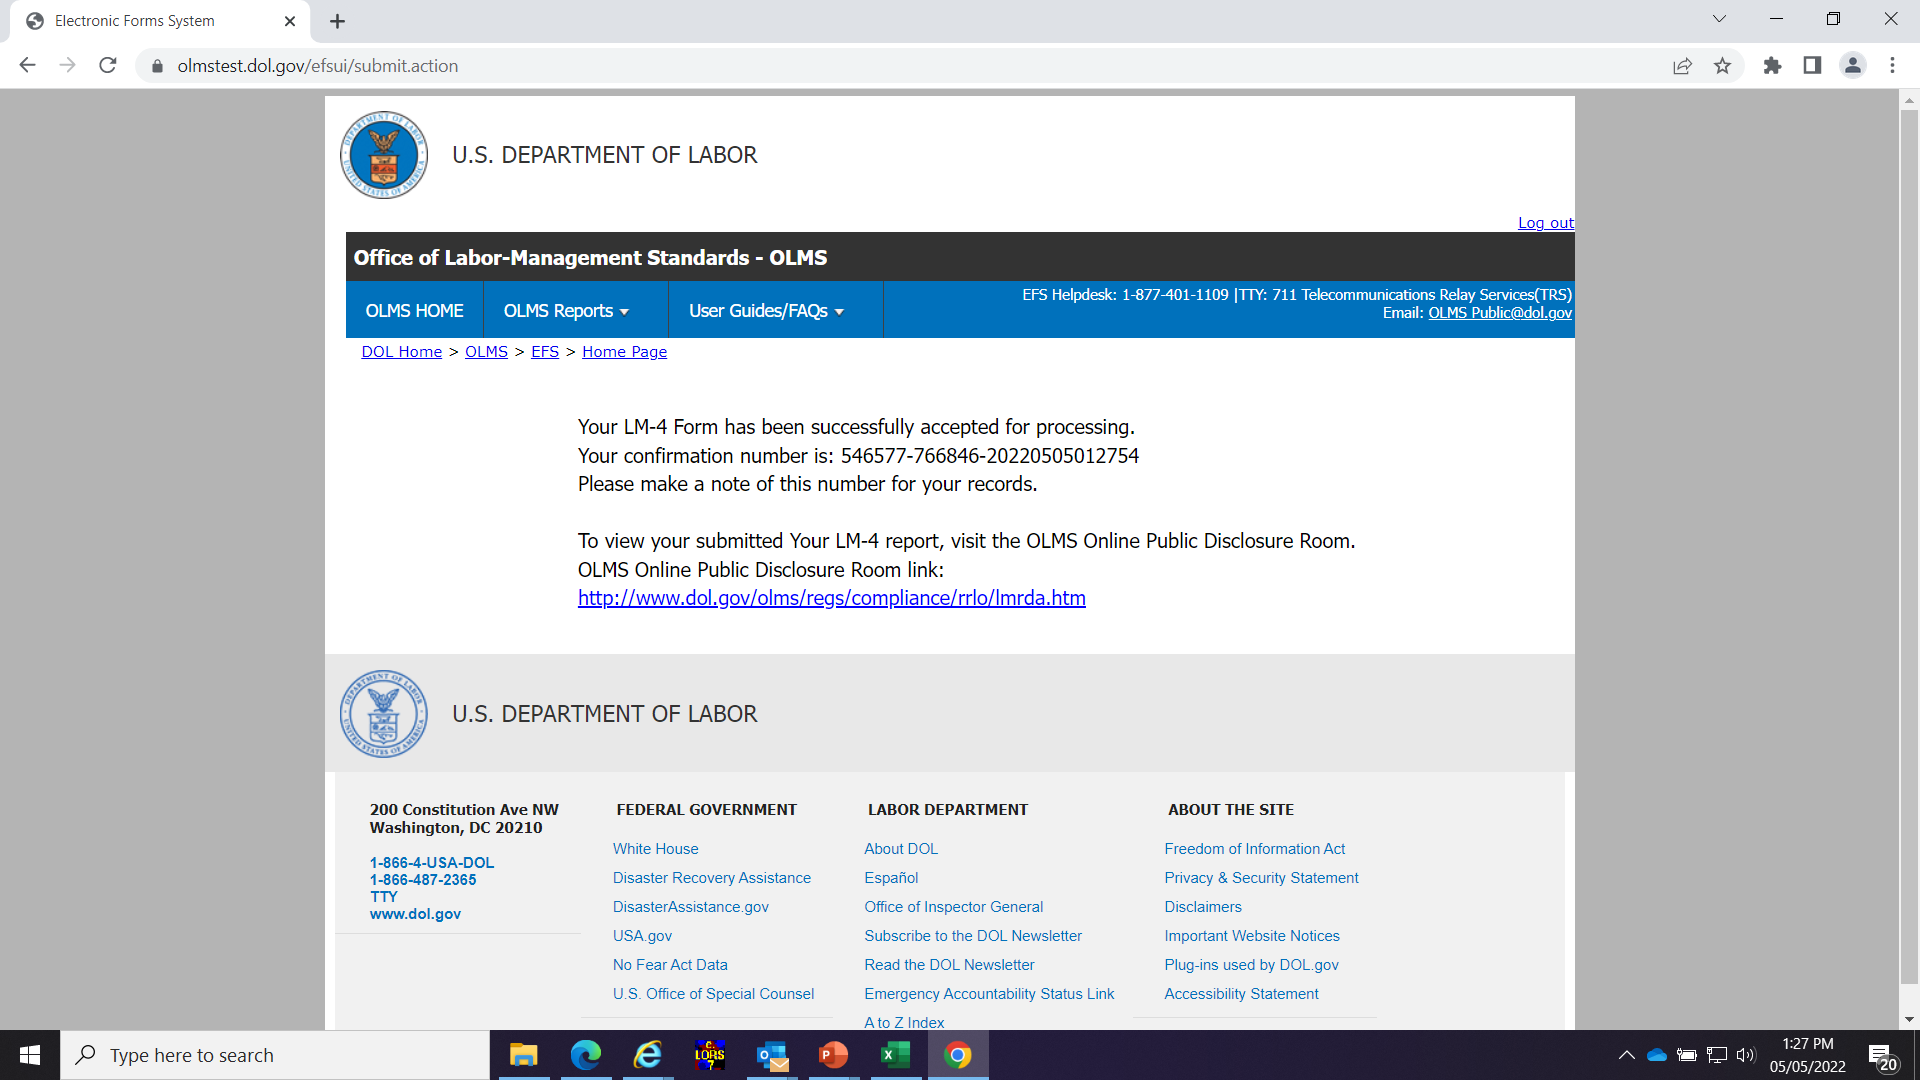 Electronic Forms System
olmstest.dol.gov/efsui/submit.action
U.S. DEPARTMENT OF LABOR
Log out
Office of Labor-Management Standards - OLMS
OLMS HOME
OLMS Reports
User Guides/FAQs
EFS Helpdesk: 1-877-401-1109 |TTY: 711 Telecommunications Relay Services(TRS)
Email: OLMS Public@dol.gov
DOL Home > OLMS > EFS > Home Page
Your LM-4 Form has been successfully accepted for processing.
Your confirmation number is: 546577-766846-20220505012754
Please make a note of this number for your records.
To view your submitted Your LM-4 report, visit the OLMS Online Public Disclosure Room.
OLMS Online Public Disclosure Room link:
http://www.dol.gov/olms/regs/compliance/rrlo/lmrda.htm
U.S. DEPARTMENT OF LABOR
200 Constitution Ave NW
Washington, DC 20210
1-866-4-USA-DOL
1-866-487-2365
TTY
www.dol.gov
FEDERAL GOVERNMENT
White House
Disaster Recovery Assistance
DisasterAssistance.gov
USA.gov
No Fear Act Data
U.S. Office of Special Counsel
LABOR DEPARTMENT
About DOL
Español
Office of Inspector General
Subscribe to the DOL Newsletter
Read the DOL Newsletter
Emergency Accountability Status Link
A to Z Index
ABOUT THE SITE
Freedom of Information Act
Privacy & Security Statement
Disclaimers
Important Website Notices
Plug-ins used by DOL.gov
Accessibility Statement
Type here to search
LORS
7
1:27 PM
05/05/2022
20